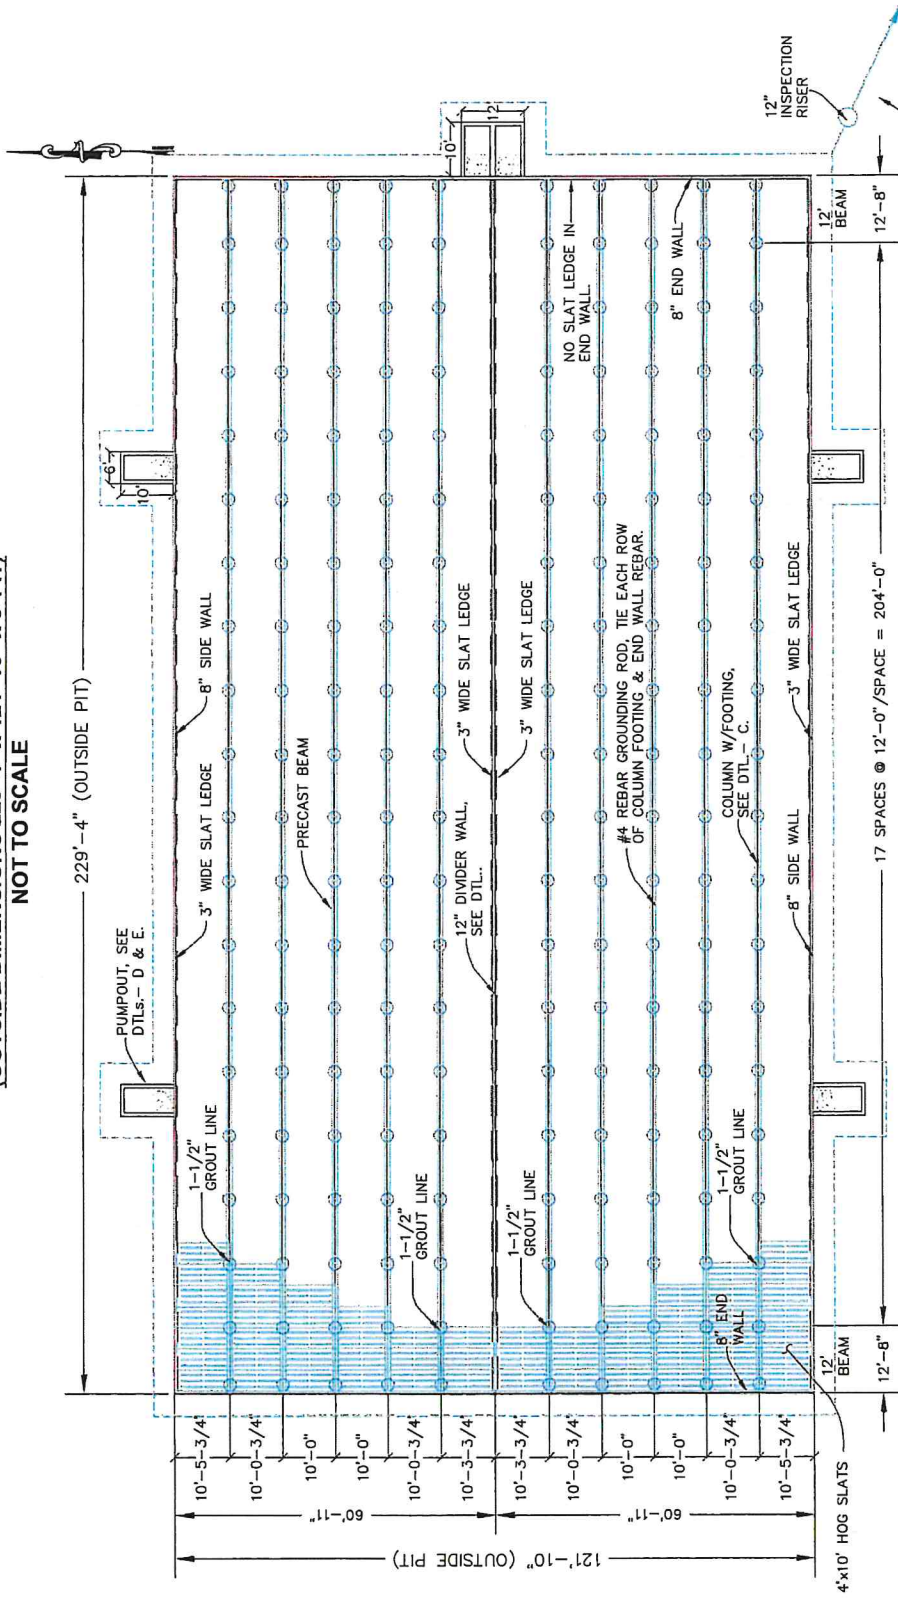 NOT TO SCALE
229'-4" (OUTSIDE PIT)
PUMPOUT, SEE
DTLs.- D & E.
10'
6'
3" WIDE SLAT LEDGE
8" SIDE WALL
1-1/2"
GROUT LINE
PRECAST BEAM
10'
12'
12"
INSPECTION
RISER
1-1/2"
GROUT LINE
12" DIVIDER WALL,
SEE DTL..
3" WIDE SLAT LEDGE
3" WIDE SLAT LEDGE
1-1/2"
GROUT LINE
NO SLAT LEDGE IN
END WALL.
8" END WALL
#4 REBAR GROUNDING ROD, TIE EACH ROW
OF COLUMN FOOTING & END WALL REBAR.
COLUMN W/FOOTING,
SEE DTL.- C.
1-1/2"
GROUT LINE
8" END
WALL
8" SIDE WALL
3" WIDE SLAT LEDGE
12'
BEAM
12'-8"
17 SPACES @ 12'-0"/SPACE = 204'-0"
12'
BEAM
12'-8"
10'-5-3/4"
10'-0-3/4"
10'-0"
10'-0"
10'-0-3/4"
10'-3-3/4"
10'-3-3/4"
10'-0-3/4"
10'-0"
10'-0"
10'-0-3/4"
10'-5-3/4"
60'-11"
60'-11"
121'-10" (OUTSIDE PIT)
4'x10' HOG SLATS